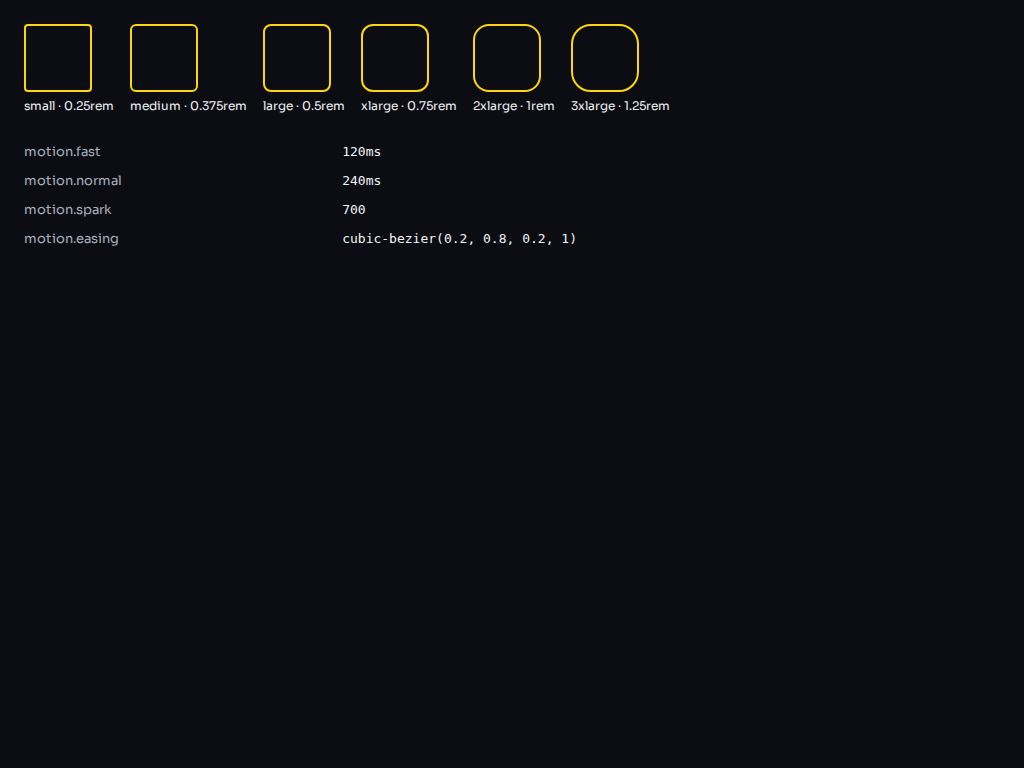 small · 0.25rem medium · 0.375rem large · 0.5rem xlarge · 0.75rem 2xlarge · 1rem 3xlarge · 1.25rem
motion.fast 120ms
motion.normal 240ms
motion.spark 700
motion.easing cubic-bezier(0.2, 0.8, 0.2, 1)